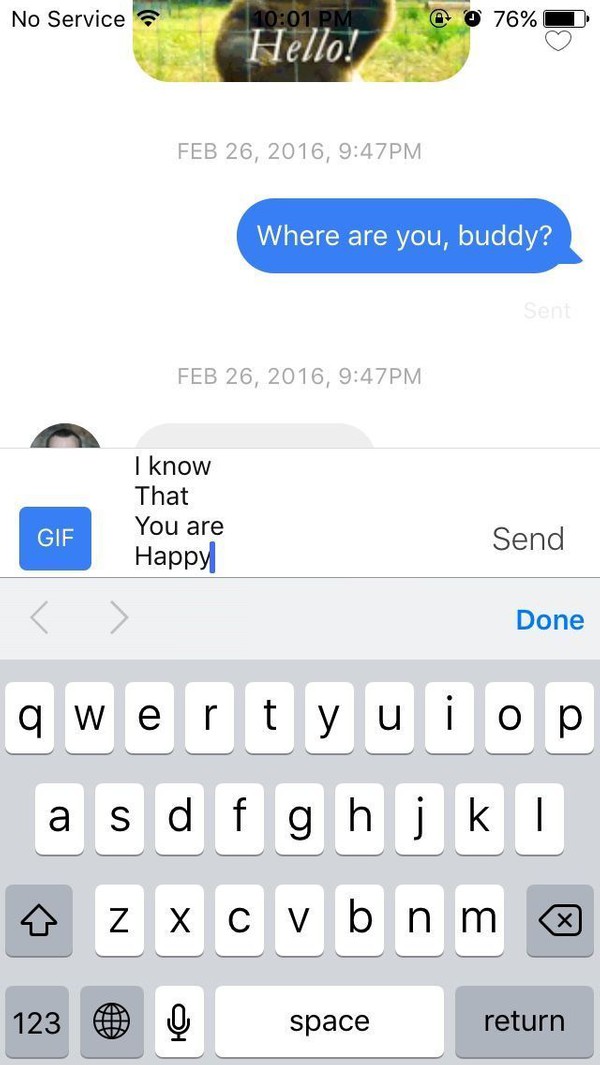 No Service 10:01 PM 76%
Hello!
FEB 26, 2016, 9:47PM
Where are you, buddy?
Sent
FEB 26, 2016, 9:47PM
I know
That
You are
Happy
GIF
Send
Done
q w e r t y u i o p
a s d f g h j k l
z x c v b n m
123 space return